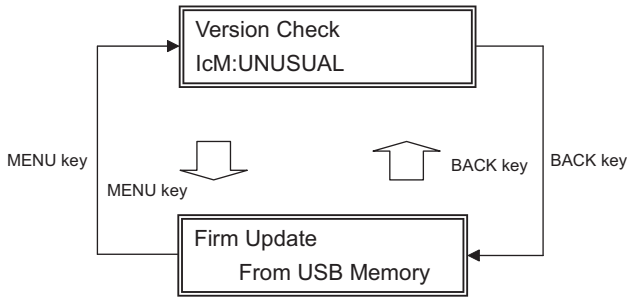 Version Check
IcM:UNUSUAL
MENU key
MENU key
BACK key
BACK key
Firm Update
From USB Memory